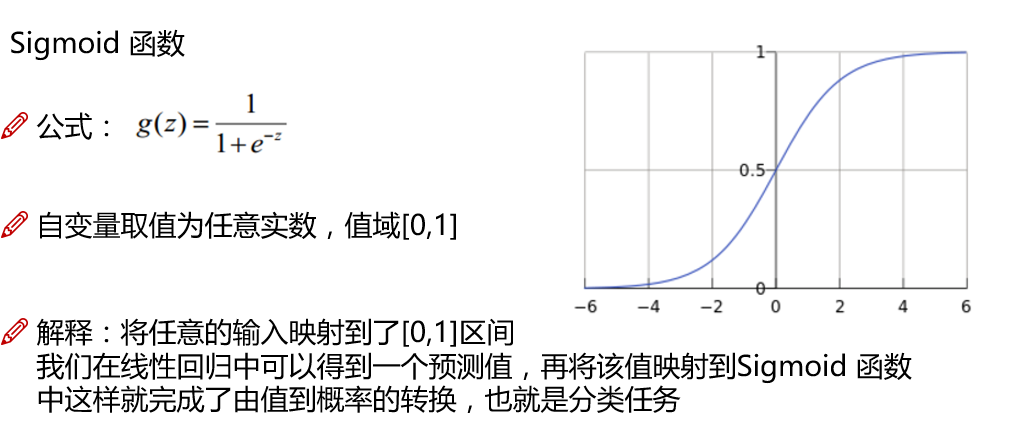 Sigmoid 函数
公式： g(z)=1/(1+e^{-z})
自变量取值为任意实数，值域[0,1]
解释：将任意的输入映射到了[0,1]区间
我们在线性回归中可以得到一个预测值，再将该值映射到Sigmoid 函数
中这样就完成了由值到概率的转换，也就是分类任务
1
0.5
0
−6 −4 −2 0 2 4 6